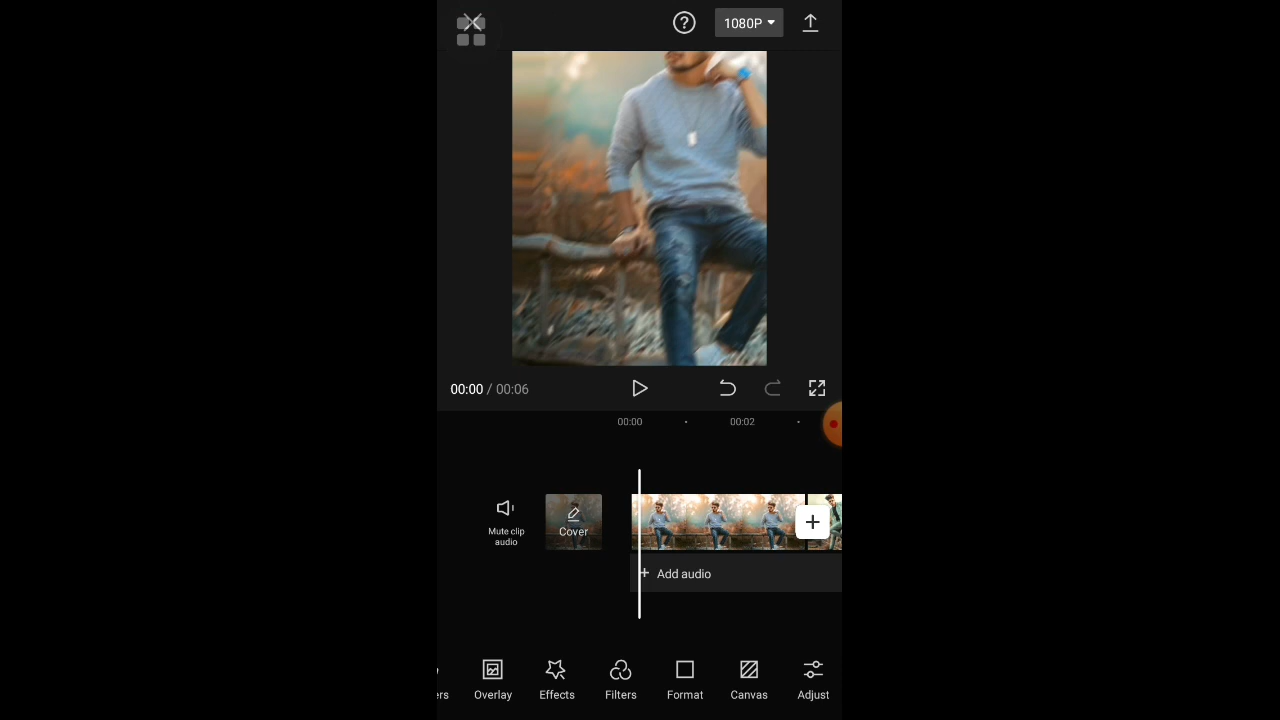 1080P
00:00 / 00:06
00:00
00:02
Mute clip
audio
Cover
Add audio
ers
Overlay
Effects
Filters
Format
Canvas
Adjust